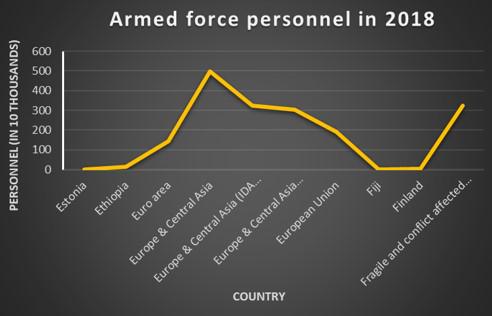 Armed force personnel in 2018
PERSONNEL (IN 10 THOUSANDS)
600
500
400
300
200
100
0
Estonia
Ethiopia
Euro area
Europe & Central Asia
Europe & Central Asia (IDA...
Europe & Central Asia...
European Union
Fiji
Finland
Fragile and conflict affected...
COUNTRY